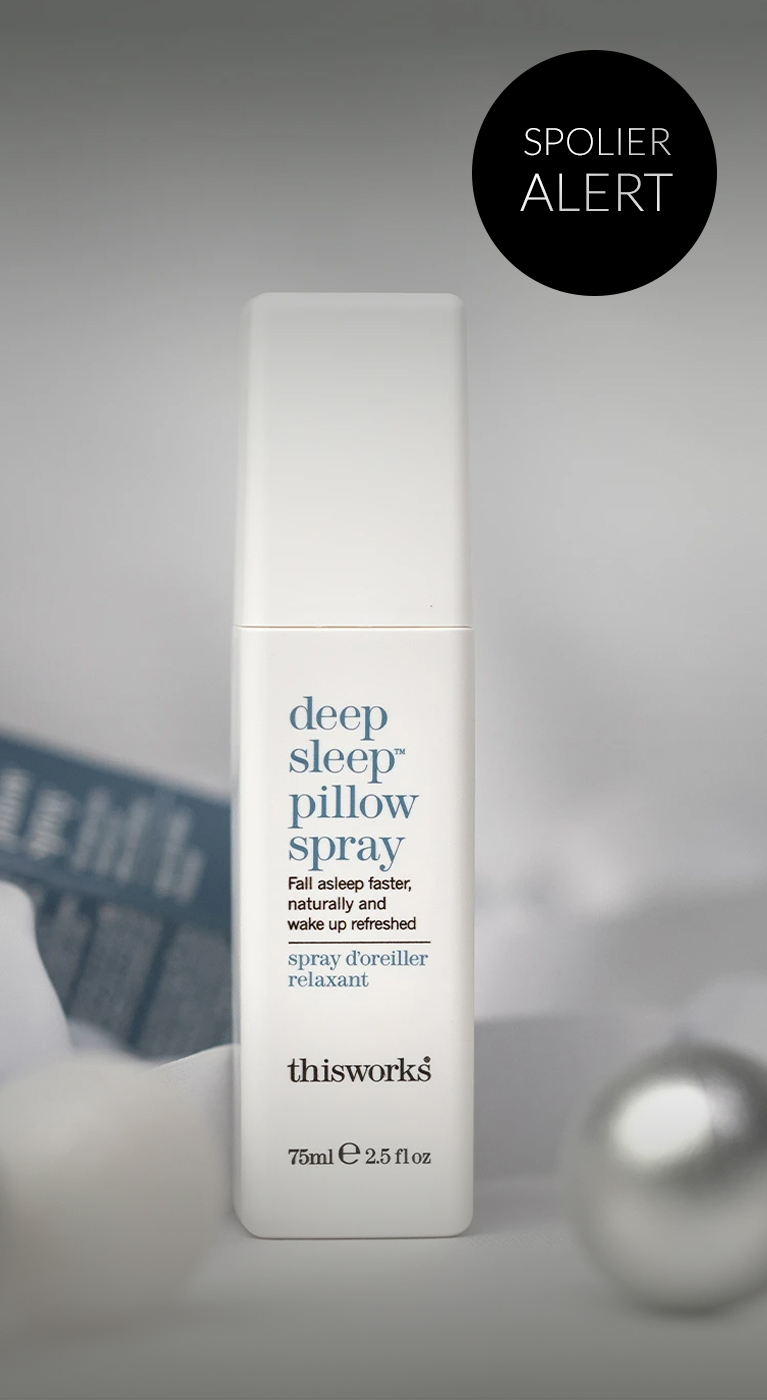 SPOLIER
ALERT
deep
sleep™
pillow
spray
Fall asleep faster,
naturally and
wake up refreshed
spray d'oreiller
relaxant
thisworks®
75ml ℮ 2.5 fl oz